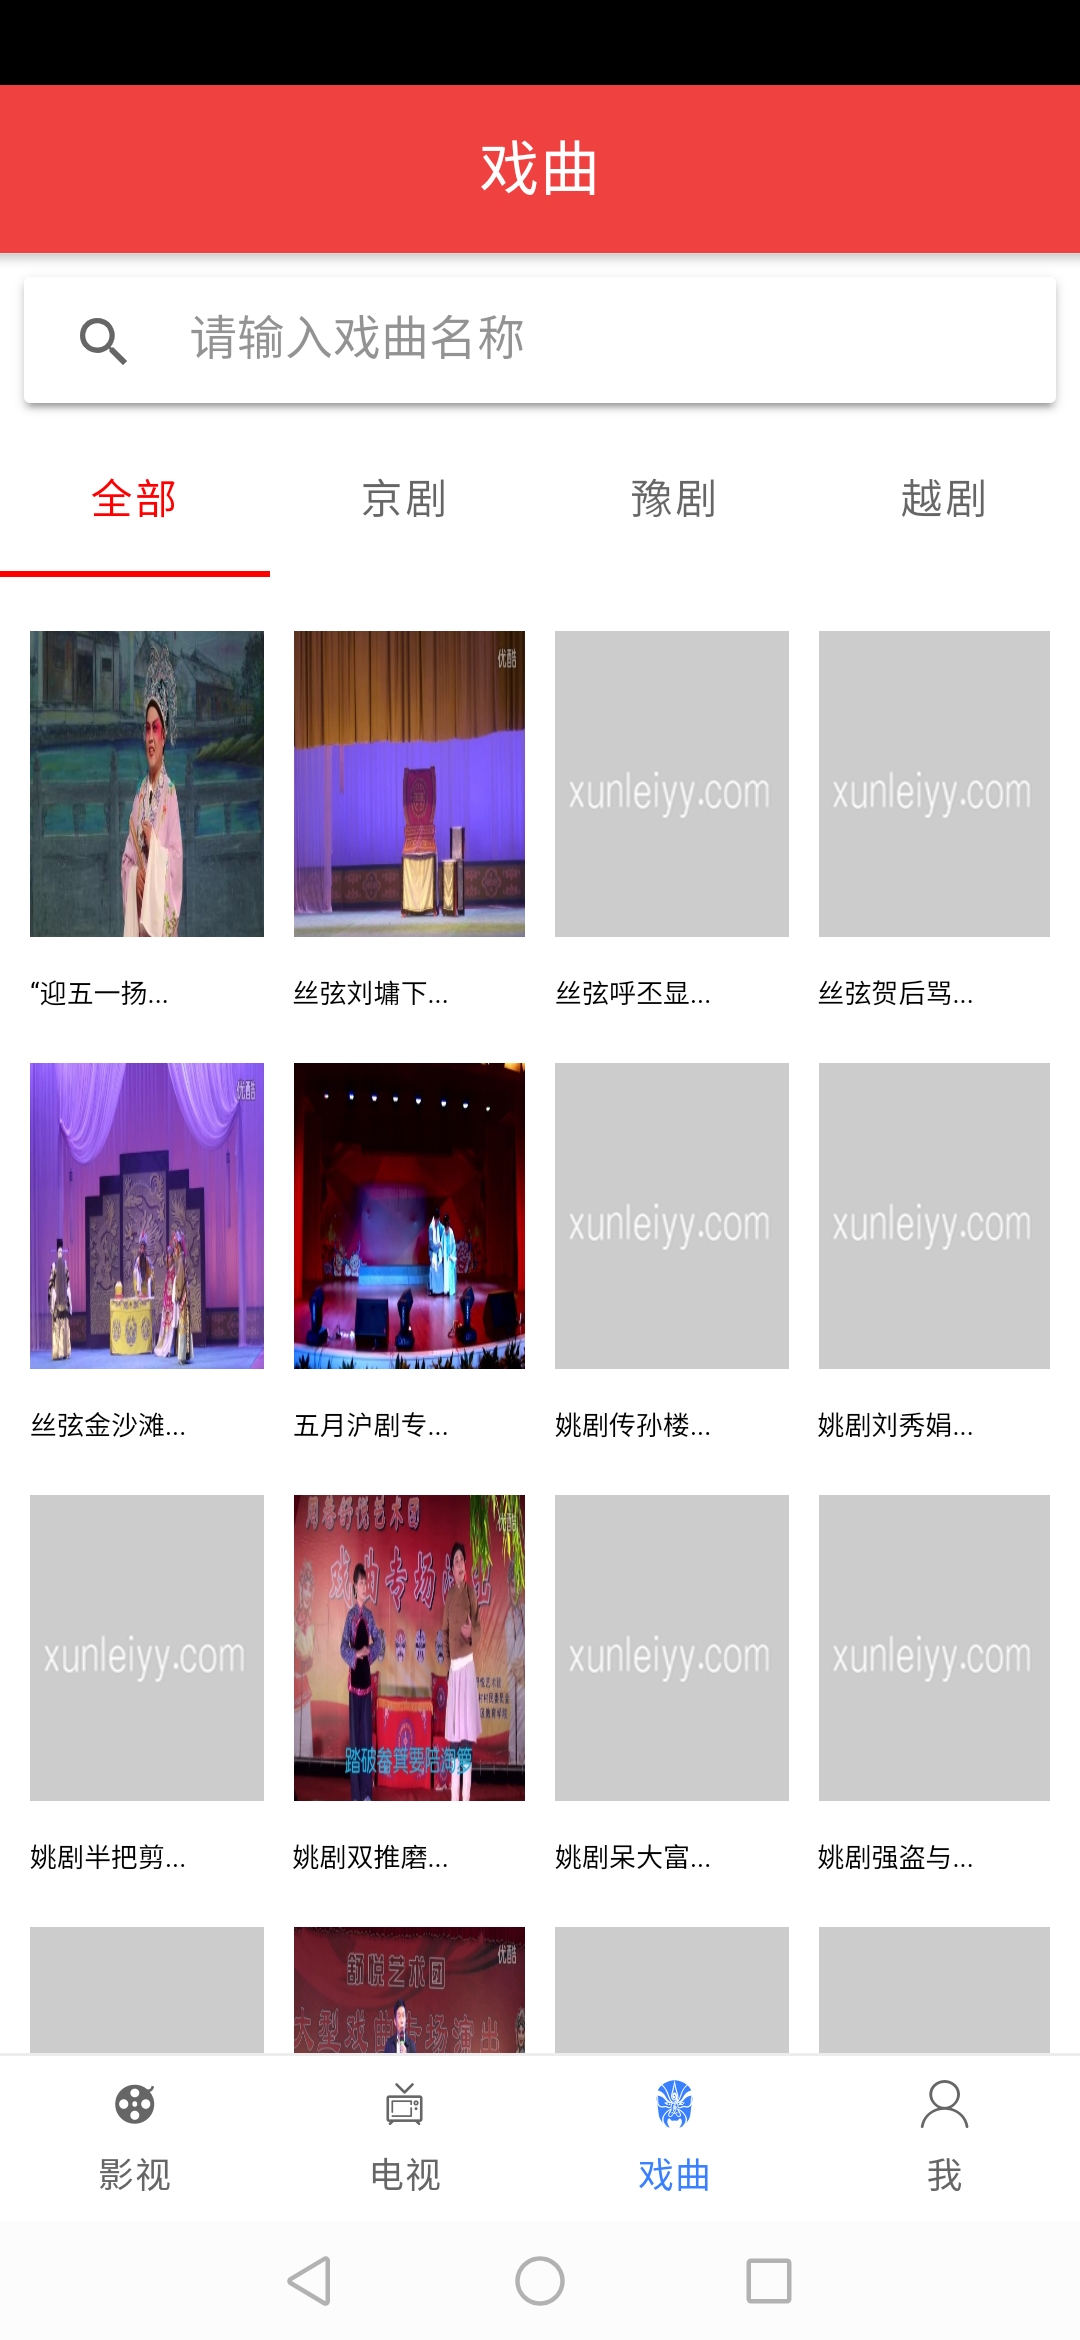 戏曲
请输入戏曲名称
全部 京剧 豫剧 越剧
优酷
xunleiyy.com
xunleiyy.com
“迎五一扬... 丝弦刘墉下... 丝弦呼丕显... 丝弦贺后骂...
优酷
xunleiyy.com
xunleiyy.com
丝弦金沙滩... 五月沪剧专... 姚剧传孙楼... 姚剧刘秀娟...
xunleiyy.com
舒悦艺术团
优酷
戏曲专场演出
踏破畚箕要陪淘箩
xunleiyy.com
xunleiyy.com
姚剧半把剪... 姚剧双推磨... 姚剧呆大富... 姚剧强盗与...
舒悦艺术团
优酷
大型戏曲专场演出
影视 电视 戏曲 我